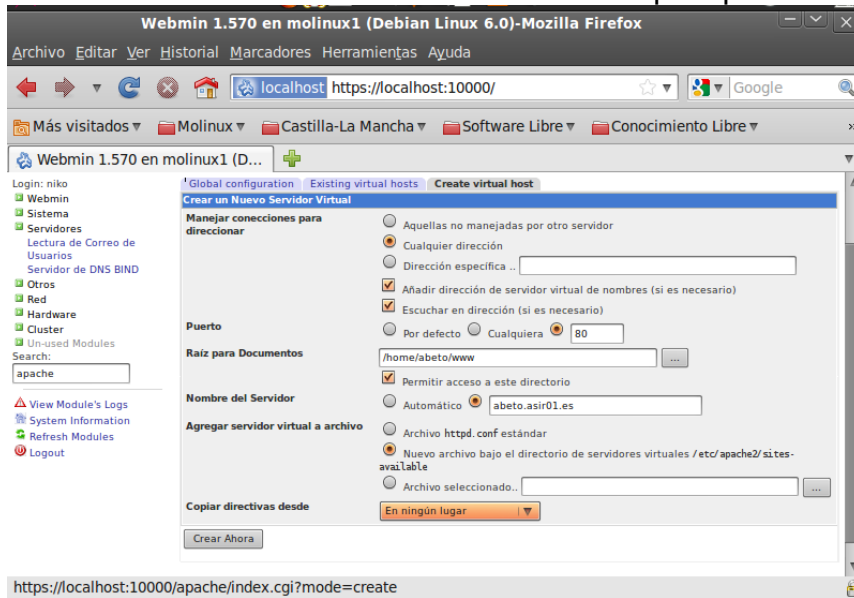 Webmin 1.570 en molinux1 (Debian Linux 6.0)-Mozilla Firefox
Archivo Editar Ver Historial Marcadores Herramientas Ayuda
localhost https://localhost:10000/ Google
Más visitados Molinux Castilla-La Mancha Software Libre Conocimiento Libre »
Webmin 1.570 en molinux1 (D...
Login: niko
Webmin
Sistema
Servidores
Lectura de Correo de
Usuarios
Servidor de DNS BIND
Otros
Red
Hardware
Cluster
Un-used Modules
Search:
apache
View Module's Logs
System Information
Refresh Modules
Logout
Global configuration Existing virtual hosts Create virtual host
Crear un Nuevo Servidor Virtual
Manejar conecciones para
direccionar
Aquellas no manejadas por otro servidor
Cualquier dirección
Dirección específica ..
Añadir dirección de servidor virtual de nombres (si es necesario)
Escuchar en dirección (si es necesario)
Puerto
Por defecto Cualquiera 80
Raíz para Documentos
/home/abeto/www ...
Permitir acceso a este directorio
Nombre del Servidor
Automático abeto.asir01.es
Agregar servidor virtual a archivo
Archivo httpd.conf estándar
Nuevo archivo bajo el directorio de servidores virtuales /etc/apache2/sites-
available
Archivo seleccionado.. ...
Copiar directivas desde
En ningún lugar
Crear Ahora
https://localhost:10000/apache/index.cgi?mode=create